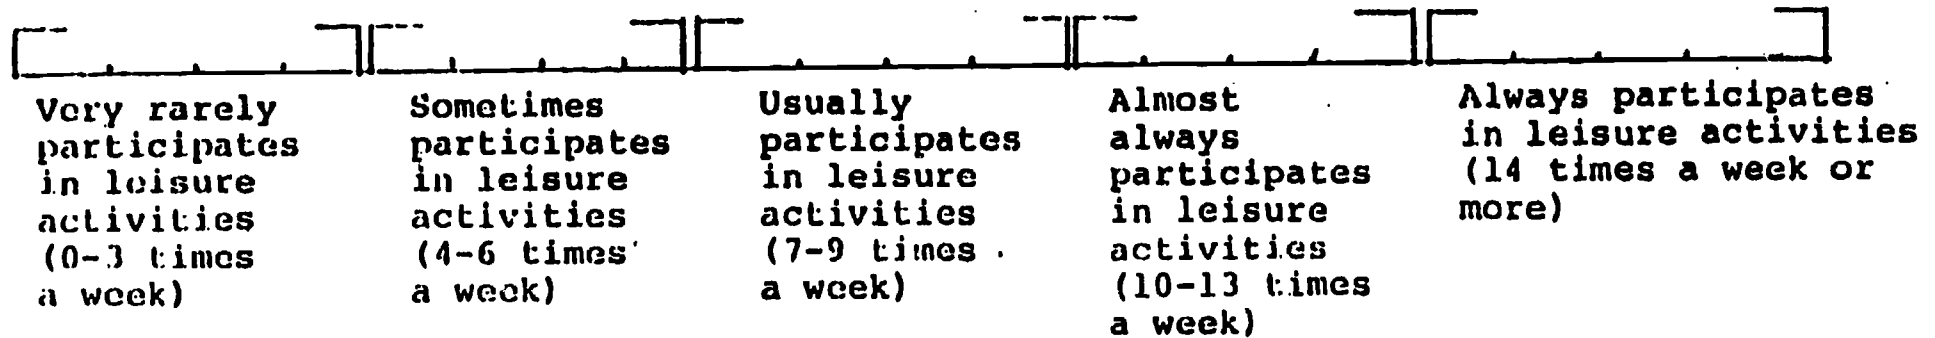 Very rarely
participates
in leisure
activities
(0-3 times
a week)
Sometimes
participates
in leisure
activities
(4-6 times
a week)
Usually
participates
in leisure
activities
(7-9 times
a week)
Almost
always
participates
in leisure
activities
(10-13 times
a week)
Always participates
in leisure activities
(14 times a week or
more)